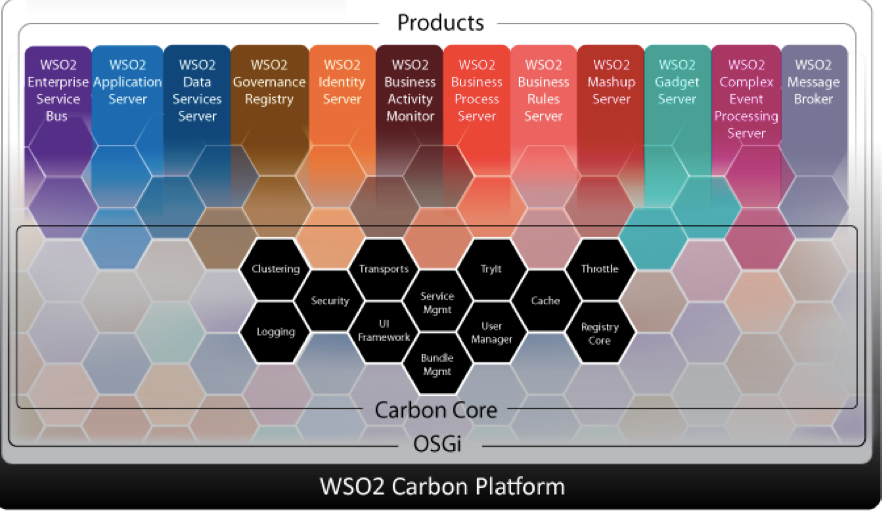 Products
WSO2
Enterprise
Service
Bus
WSO2
Application
Server
WSO2
Data
Services
Server
WSO2
Governance
Registry
WSO2
Identity
Server
WSO2
Business
Activity
Monitor
WSO2
Business
Process
Server
WSO2
Business
Rules
Server
WSO2
Mashup
Server
WSO2
Gadget
Server
WSO2
Complex
Event
Processing
Server
WSO2
Message
Broker
Clustering
Transports
TryIt
Throttle
Security
Service
Mgmt
Cache
Logging
UI
Framework
User
Manager
Registry
Core
Bundle
Mgmt
Carbon Core
OSGi
WSO2 Carbon Platform